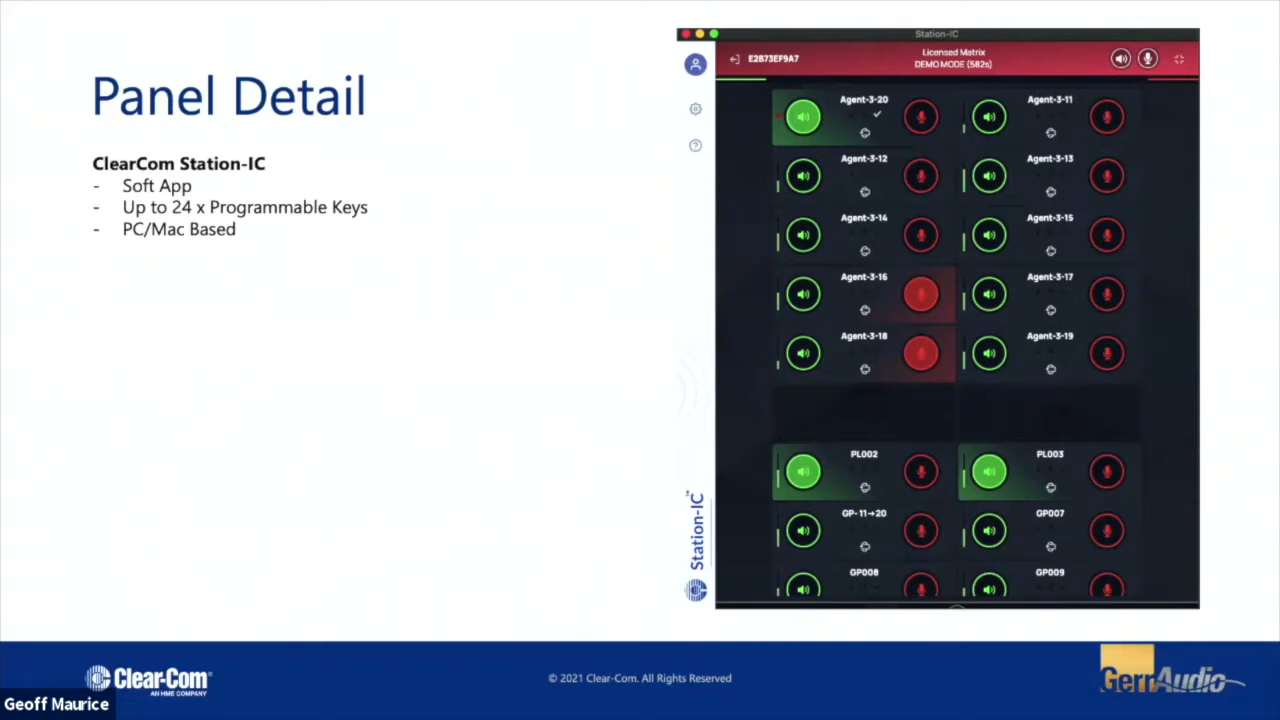 Panel Detail
ClearCom Station-IC
- Soft App
- Up to 24 x Programmable Keys
- PC/Mac Based
Station-IC
E2B73EF9A7
Licensed Matrix
DEMO MODE (582s)
Agent-3-20
Agent-3-11
Agent-3-12
Agent-3-13
Agent-3-14
Agent-3-15
Agent-3-16
Agent-3-17
Agent-3-18
Agent-3-19
PL002
PL003
GP-11→20
GP007
GP008
GP009
Station-IC™
Clear-Com®
AN HME COMPANY
© 2021 Clear-Com. All Rights Reserved
GerrAudio
Geoff Maurice